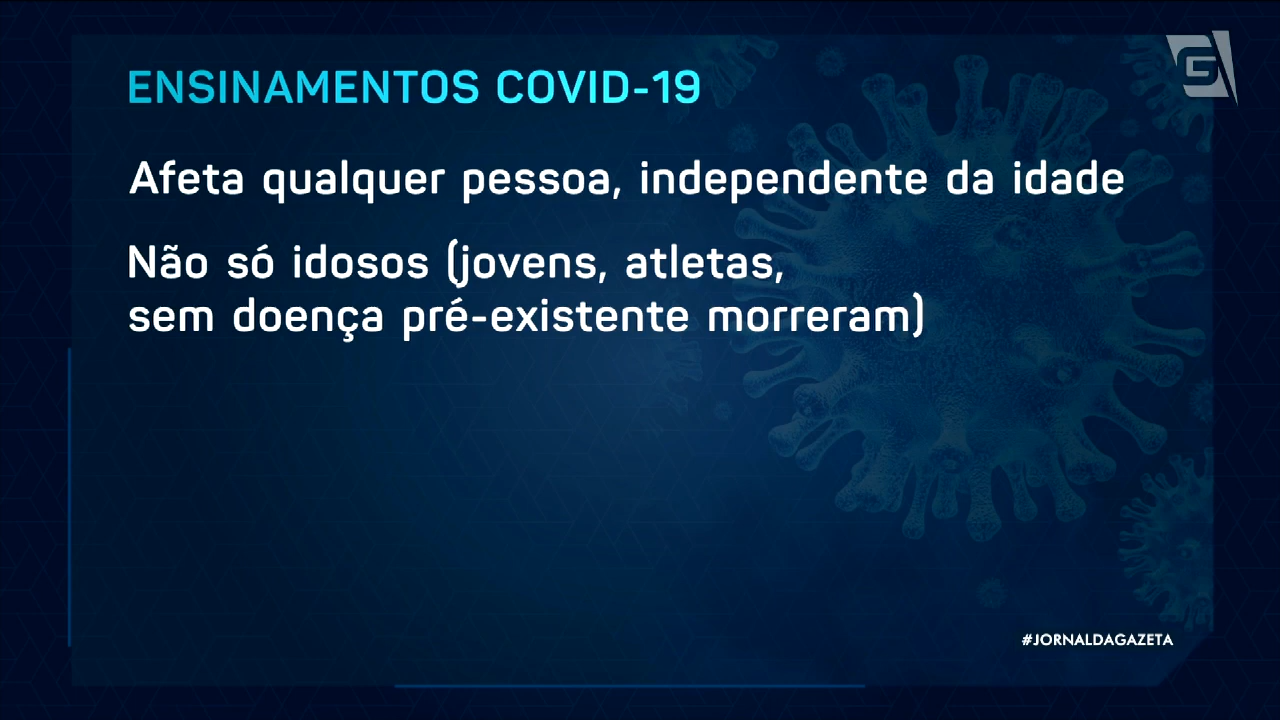 ENSINAMENTOS COVID-19
Afeta qualquer pessoa, independente da idade
Não só idosos (jovens, atletas,
sem doença pré-existente morreram)
#JORNALDAGAZETA